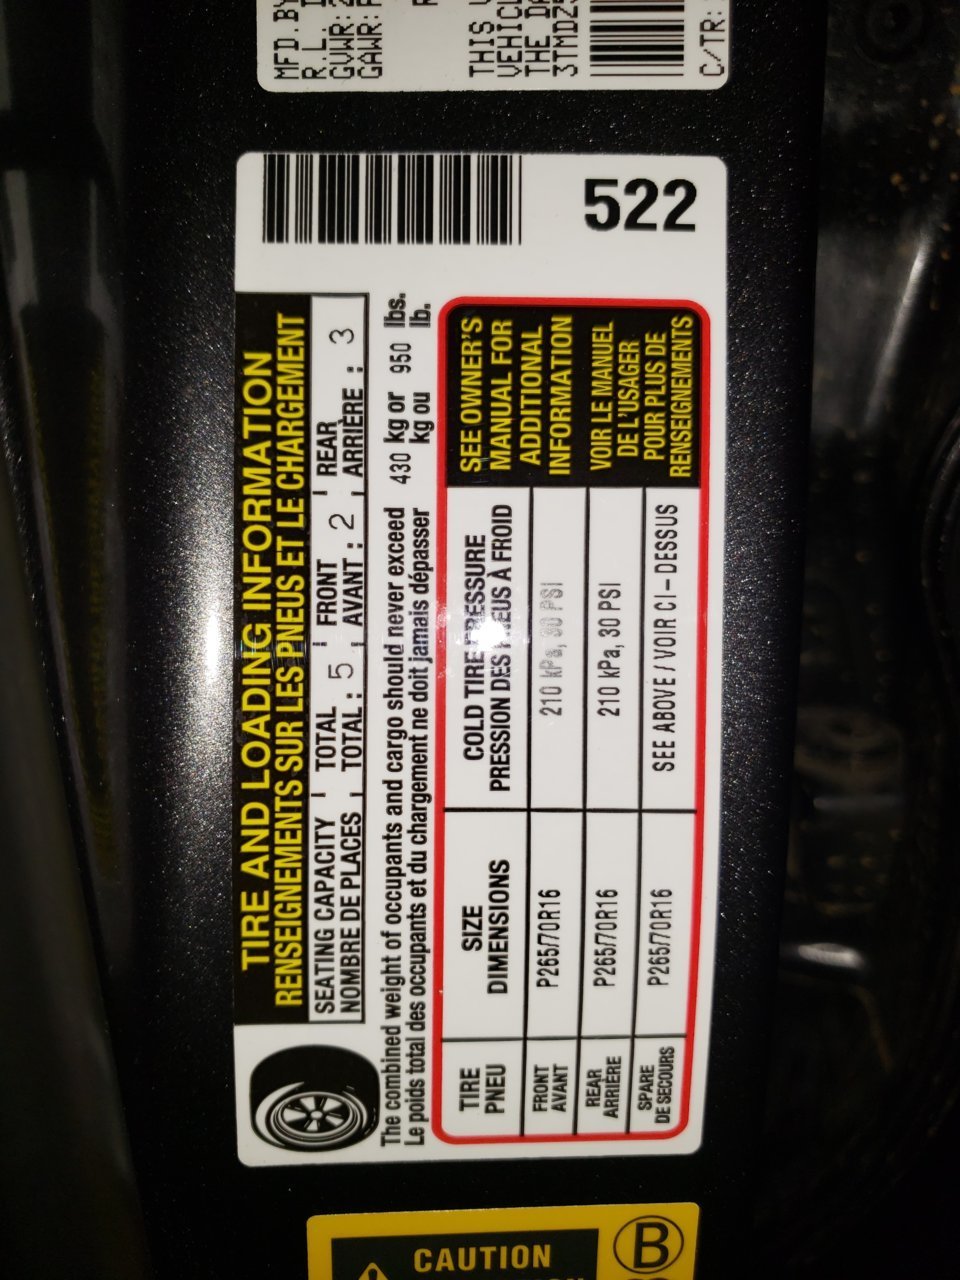 MFD.BY
R.L.
GVWR:
GAWR:
THIS
THE
3TMDZ5
C/TR:
522
TIRE AND LOADING INFORMATION
RENSEIGNEMENTS SUR LES PNEUS ET LE CHARGEMENT
SEATING CAPACITY TOTAL FRONT REAR
NOMBRE DE PLACES TOTAL : 5 AVANT : 2 ARRIÈRE : 3
The combined weight of occupants and cargo should never exceed 430 kg or 950 lbs.
Le poids total des occupants et du chargement ne doit jamais dépasser kg ou lb.
TIRE SIZE COLD TIRE PRESSURE
PNEU DIMENSIONS PRESSION DES PNEUS À FROID
FRONT
AVANT
P265/70R16 210 kPa, 30 PSI
REAR
ARRIÈRE
P265/70R16 210 kPa, 30 PSI
SPARE
DE SECOURS
P265/70R16 SEE ABOVE / VOIR CI – DESSUS
SEE OWNER'S
MANUAL FOR
ADDITIONAL
INFORMATION
VOIR LE MANUEL
DE L'USAGER
POUR PLUS DE
RENSEIGNEMENTS
CAUTION
B